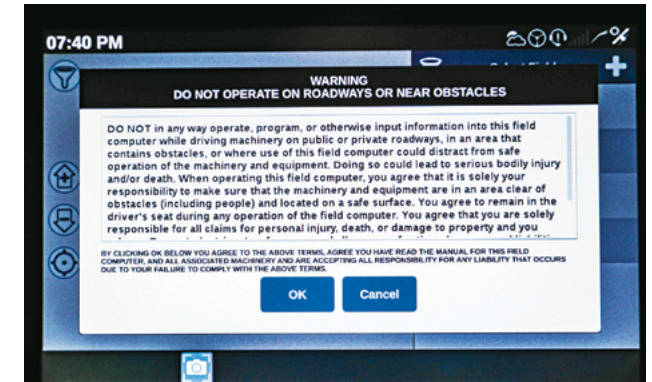 07:40 PM
WARNING
DO NOT OPERATE ON ROADWAYS OR NEAR OBSTACLES
DO NOT in any way operate, program, or otherwise input information into this field
computer while driving machinery on public or private roadways, in an area that
contains obstacles, or where use of this field computer could distract from safe
operation of the machinery and equipment. Doing so could lead to serious bodily injury
and/or death. When operating this field computer, you agree that it is solely your
responsibility to make sure that the machinery and equipment are in an area clear of
obstacles (including people) and located on a safe surface. You agree to remain in the
driver's seat during any operation of the field computer. You agree that you are solely
responsible for all claims for personal injury, death, or damage to property and you
BY CLICKING OK BELOW YOU AGREE TO THE ABOVE TERMS, AGREE YOU HAVE READ THE MANUAL FOR THIS FIELD
COMPUTER, AND ALL ASSOCIATED MACHINERY AND ARE ACCEPTING ALL RESPONSIBILITY FOR ANY LIABILITY THAT OCCURS
DUE TO YOUR FAILURE TO COMPLY WITH THE ABOVE TERMS.
OK
Cancel